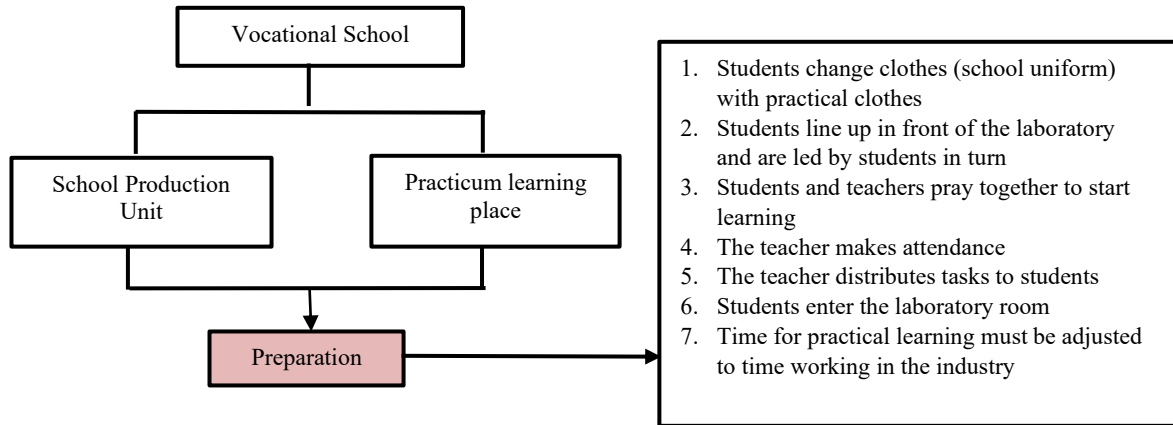 Vocational School
School Production
Unit
Practicum learning
place
Preparation
1. Students change clothes (school uniform)
with practical clothes
2. Students line up in front of the laboratory
and are led by students in turn
3. Students and teachers pray together to start
learning
4. The teacher makes attendance
5. The teacher distributes tasks to students
6. Students enter the laboratory room
7. Time for practical learning must be adjusted
to time working in the industry